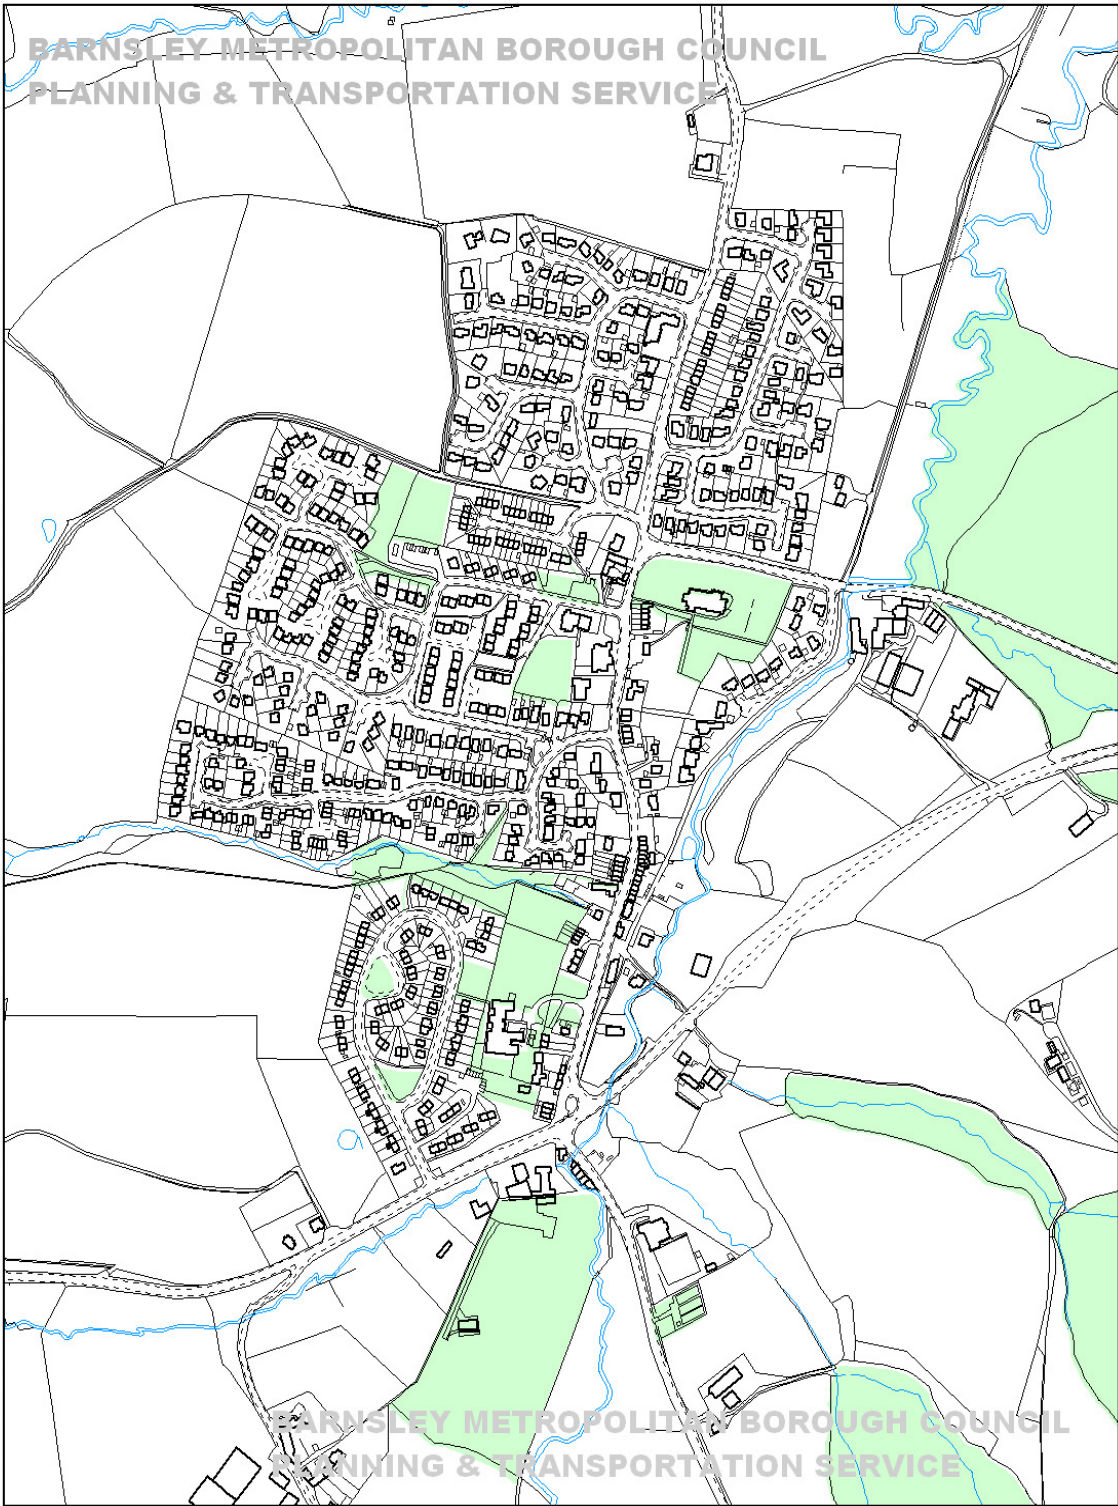 BARNSLEY METROPOLITAN BOROUGH COUNCIL
PLANNING & TRANSPORTATION SERVICE
BARNSLEY METROPOLITAN BOROUGH COUNCIL
PLANNING & TRANSPORTATION SERVICE